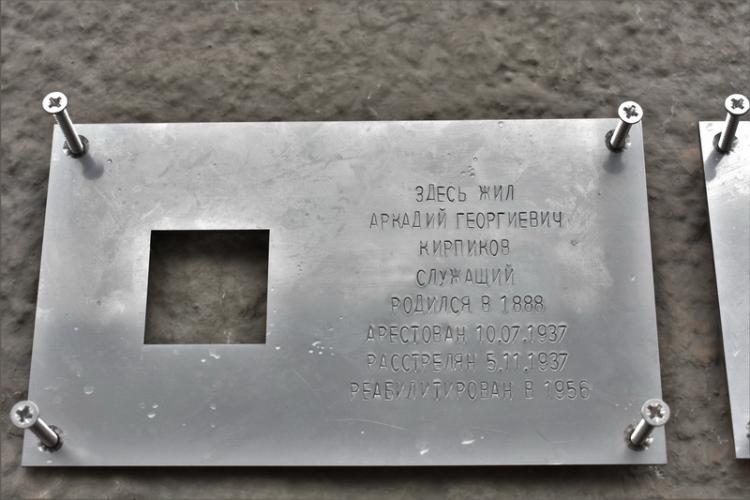 ЗДЕСЬ ЖИЛ
АРКАДИЙ ГЕОРГИЕВИЧ
КИРПИКОВ
СЛУЖАЩИЙ
РОДИЛСЯ В 1888
АРЕСТОВАН 10.07.1937
РАССТРЕЛЯН 5.11.1937
РЕАБИЛИТИРОВАН В 1956